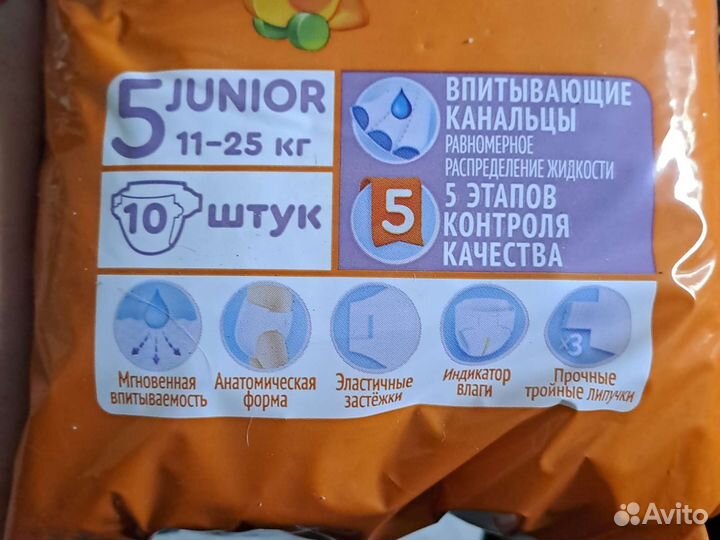 5 JUNIOR
11-25 кг
10 штук
ВПИТЫВАЮЩИЕ
КАНАЛЬЦЫ
РАВНОМЕРНОЕ
РАСПРЕДЕЛЕНИЕ ЖИДКОСТИ
5
5 ЭТАПОВ
КОНТРОЛЯ
КАЧЕСТВА
Мгновенная
впитываемость
Анатомическая
форма
Эластичные
застёжки
Индикатор
влаги
x3
Прочные
тройные липучки
Avito